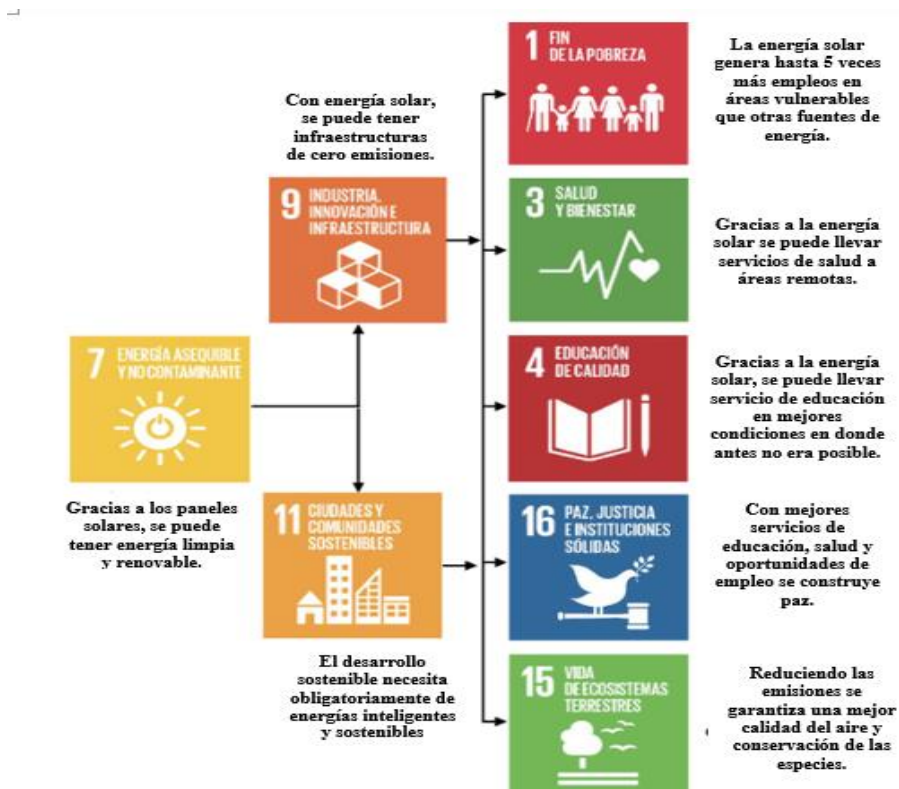 1 FIN
DE LA POBREZA
La energía solar
genera hasta 5 veces
más empleos en
áreas vulnerables
que otras fuentes de
energía.
Con energía solar,
se puede tener
infraestructuras
de cero emisiones.
9 INDUSTRIA,
INNOVACIÓN E
INFRAESTRUCTURA
3 SALUD
Y BIENESTAR
Gracias a la energía
solar se puede llevar
servicios de salud a
áreas remotas.
7 ENERGÍA ASEQUIBLE
Y NO CONTAMINANTE
Gracias a los paneles
solares, se puede
tener energía limpia
y renovable.
4 EDUCACIÓN
DE CALIDAD
Gracias a la energía
solar, se puede llevar
servicio de educación
en mejores
condiciones en donde
antes no era posible.
11 CIUDADES Y
COMUNIDADES
SOSTENIBLES
El desarrollo
sostenible necesita
obligatoriamente de
energías inteligentes
y sostenibles
16 PAZ, JUSTICIA
E INSTITUCIONES
SÓLIDAS
Con mejores
servicios de
educación, salud y
oportunidades de
empleo se construye
paz.
15 VIDA
DE ECOSISTEMAS
TERRESTRES
Reduciendo las
emisiones se
garantiza una mejor
calidad del aire y
conservación de las
especies.